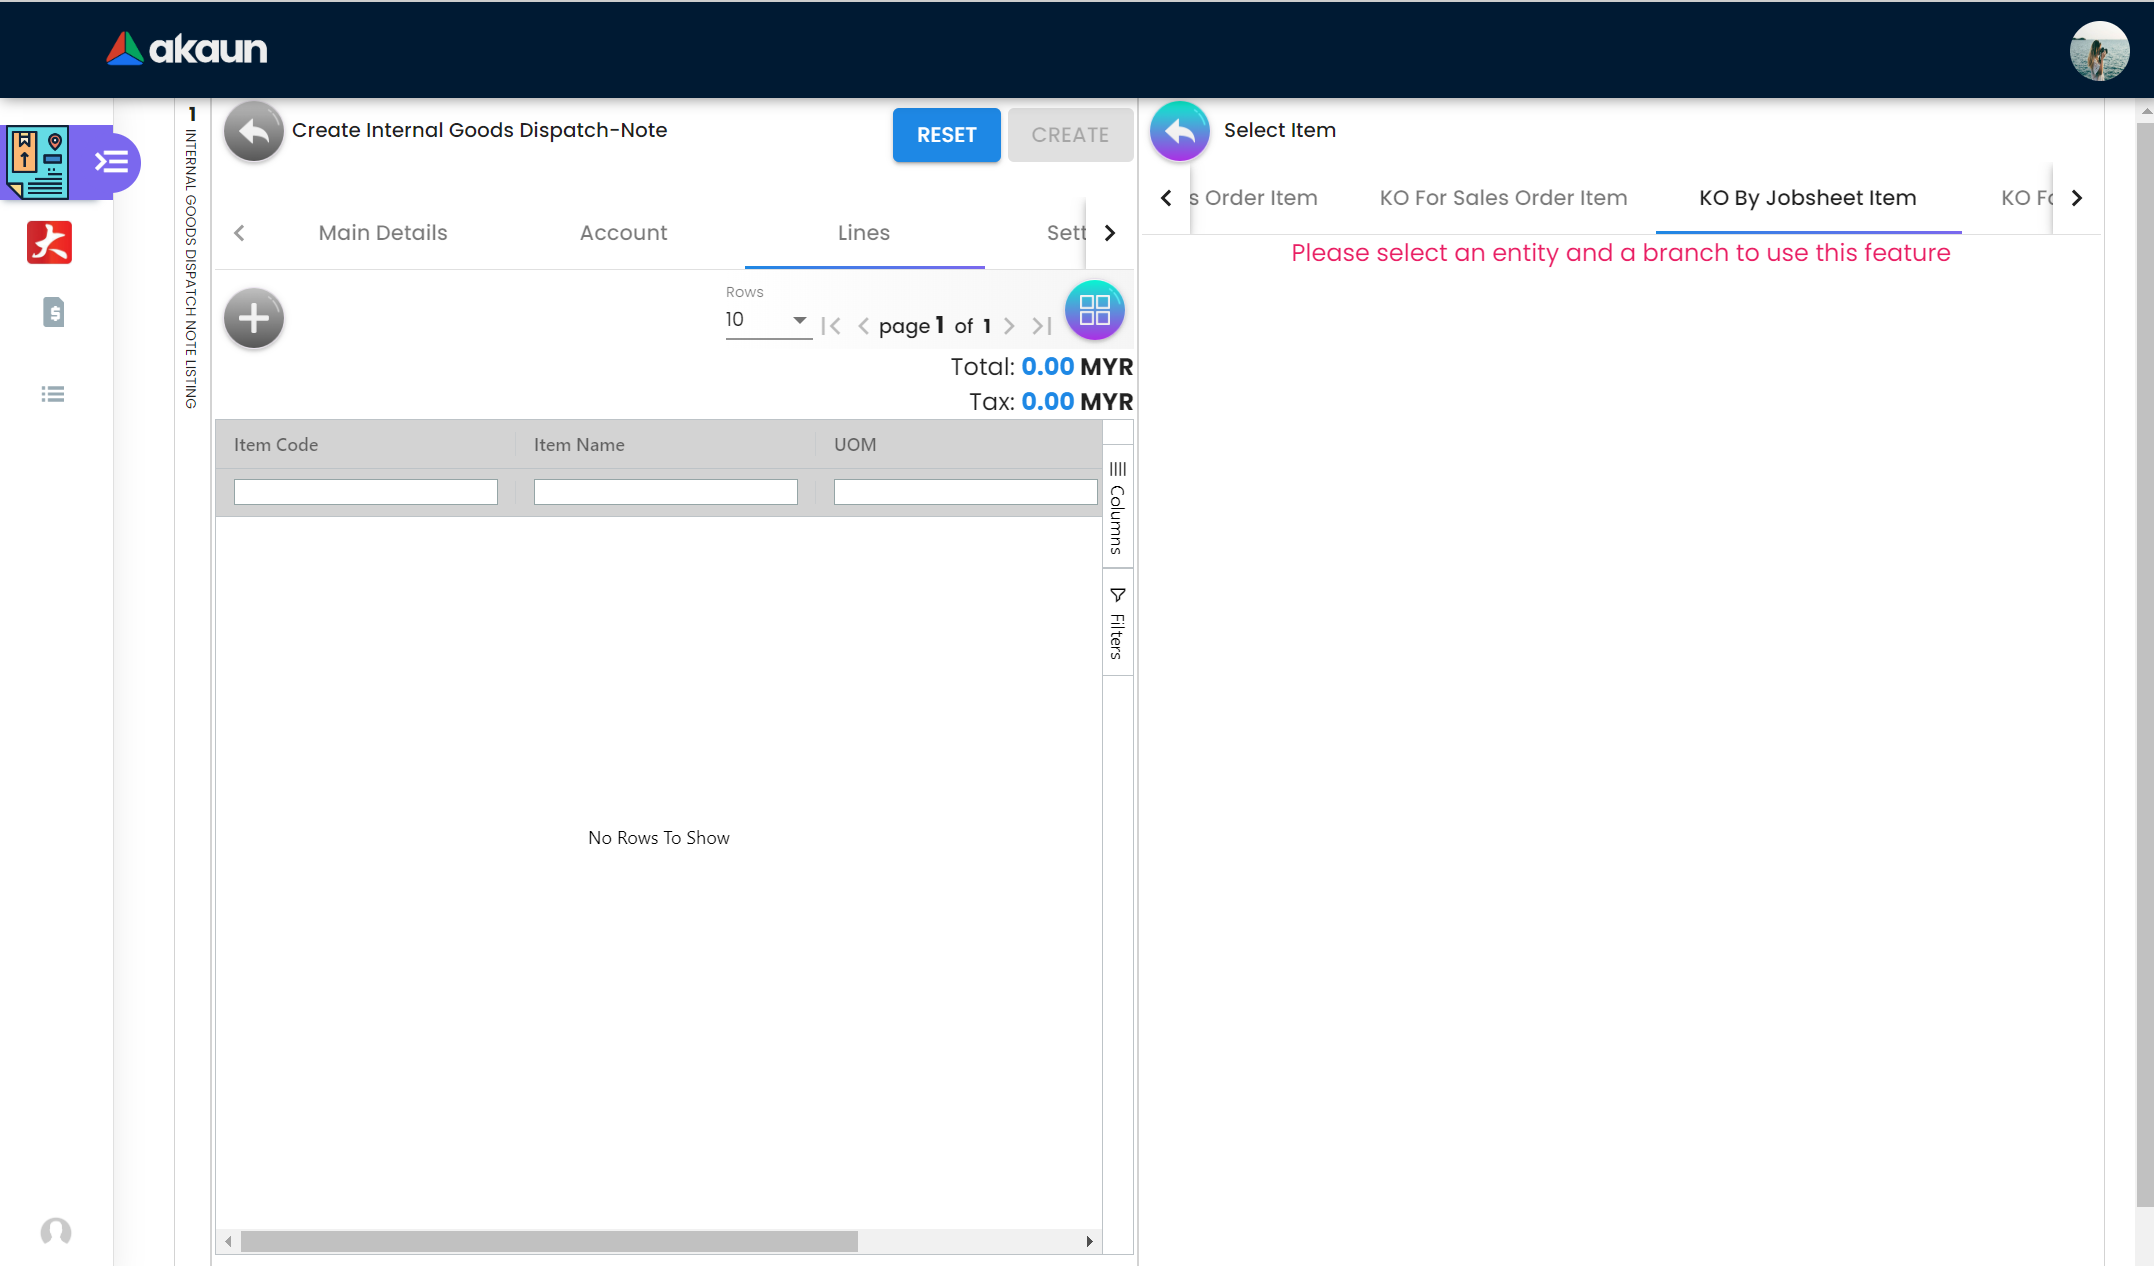 akaun
1
INTERNAL GOODS DISPATCH NOTE LISTING
Create Internal Goods Dispatch-Note
RESET
CREATE
Main Details
Account
Lines
Sett
Rows
10
page 1 of 1
Total: 0.00 MYR
Tax: 0.00 MYR
Item Code
Item Name
UOM
Columns
Filters
No Rows To Show
Select Item
s Order Item
KO For Sales Order Item
KO By Jobsheet Item
KO Fo
Please select an entity and a branch to use this feature